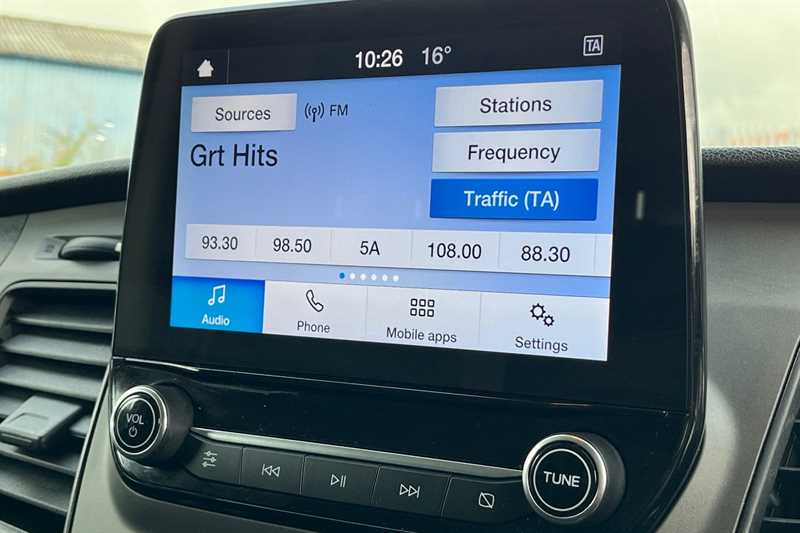 10:26 16° TA
Sources FM Stations
Grt Hits Frequency
Traffic (TA)
93.30 98.50 5A 108.00 88.30
Audio Phone Mobile apps Settings
VOL
TUNE